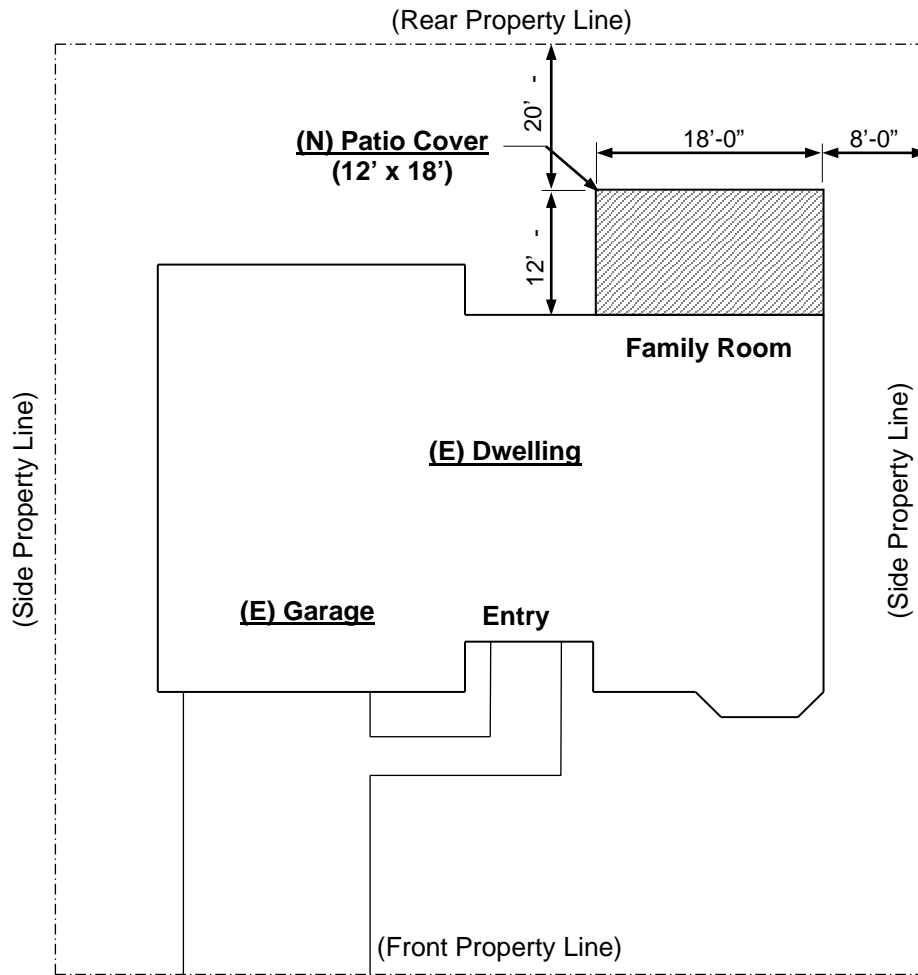 (Rear Property Line)
20’ -
(N) Patio Cover
(12’ x 18’)
18’-0”
8’-0”
12’ -
Family Room
(Side Property Line)
(E) Dwelling
(Side Property Line)
(E) Garage
Entry
(Front Property Line)